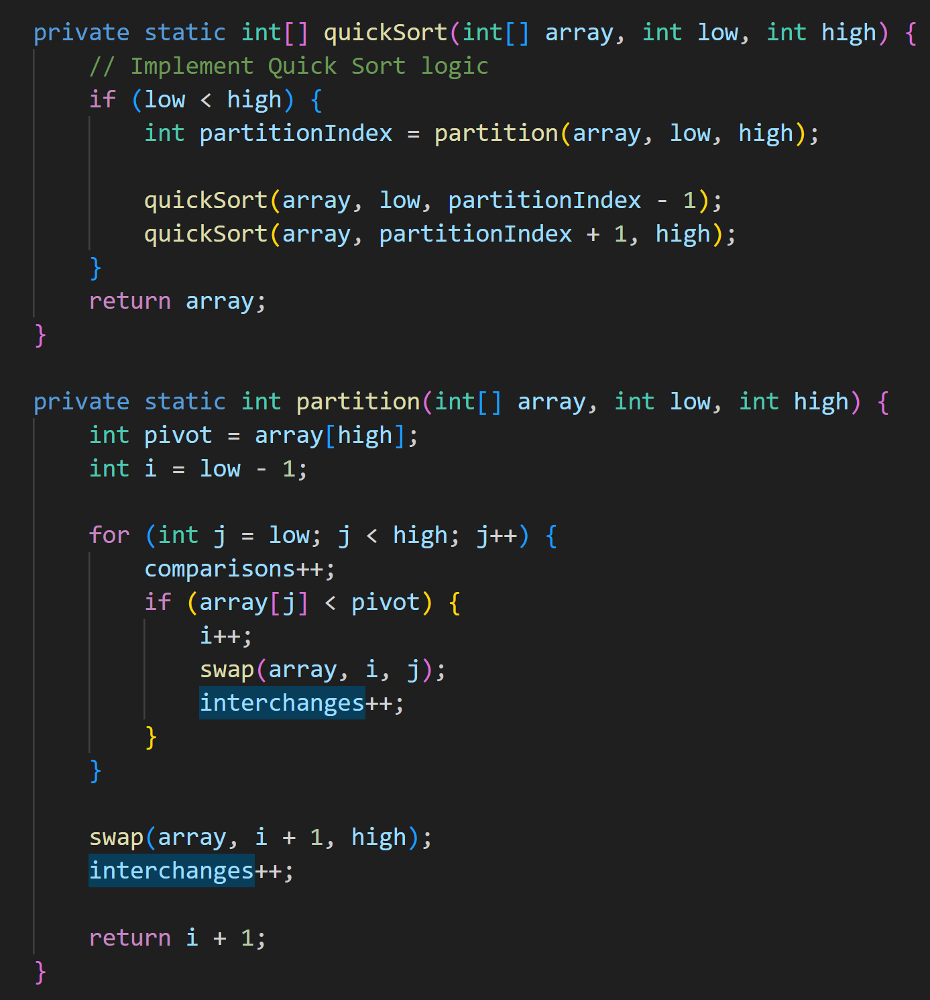 private static int[] quickSort(int[] array, int low, int high) {
    // Implement Quick Sort logic
    if (low < high) {
        int partitionIndex = partition(array, low, high);

        quickSort(array, low, partitionIndex - 1);
        quickSort(array, partitionIndex + 1, high);
    }
    return array;
}

private static int partition(int[] array, int low, int high) {
    int pivot = array[high];
    int i = low - 1;

    for (int j = low; j < high; j++) {
        comparisons++;
        if (array[j] < pivot) {
            i++;
            swap(array, i, j);
            interchanges++;
        }
    }

    swap(array, i + 1, high);
    interchanges++;

    return i + 1;
}